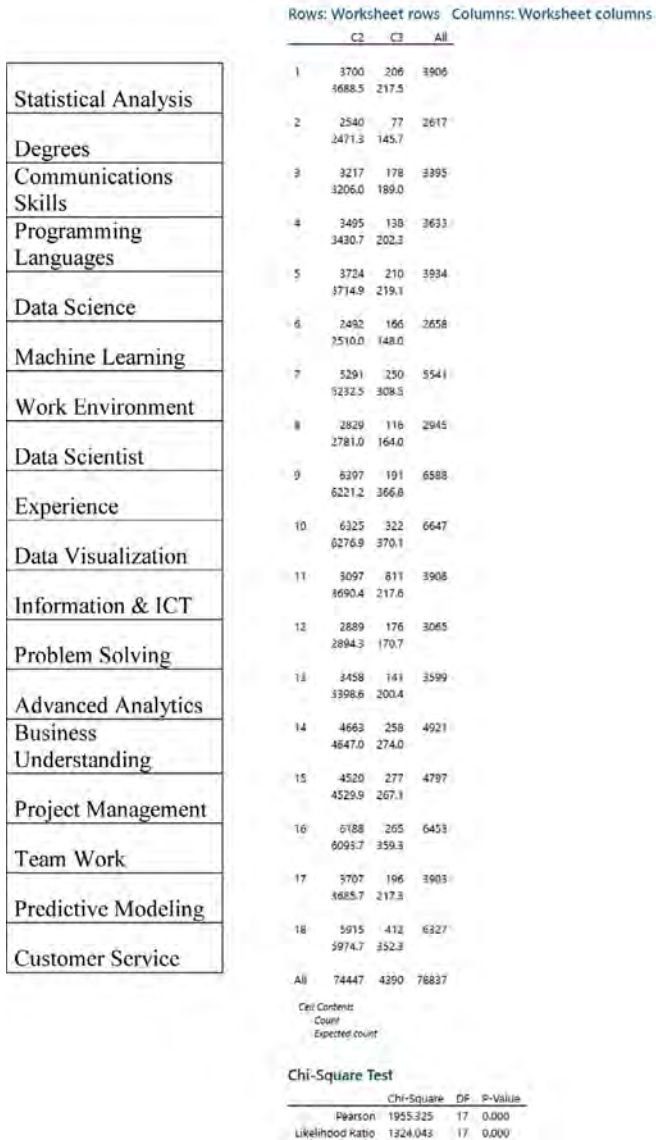 Rows: Worksheet rows Columns: Worksheet columns
C2 C3 All
Statistical Analysis
Degrees
Communications
Skills
Programming
Languages
Data Science
Machine Learning
Work Environment
Data Scientist
Experience
Data Visualization
Information & ICT
Problem Solving
Advanced Analytics
Business
Understanding
Project Management
Team Work
Predictive Modeling
Customer Service
1 3700 206 3906
3688.5 217.5
2 2540 77 2617
2471.3 145.7
3 3217 178 3395
3206.0 189.0
4 3495 138 3633
3430.7 202.3
5 3724 210 3934
3714.9 219.1
6 2492 166 2658
2510.0 148.0
7 5291 250 5541
5232.5 308.5
8 2829 116 2945
2781.0 164.0
9 6397 191 6588
6221.2 366.8
10 6325 322 6647
6276.9 370.1
11 3097 811 3908
3690.4 217.6
12 2889 176 3065
2894.3 170.7
13 3458 141 3599
3398.6 200.4
14 4663 258 4921
4647.0 274.0
15 4520 277 4797
4529.9 267.1
16 6188 265 6453
6093.7 359.3
17 3707 196 3903
3685.7 217.3
18 5915 412 6327
5974.7 352.3
All 74447 4390 78837
Cell Contents
Count
Expected count
Chi-Square Test
Chi-Square DF P-Value
Pearson 1955.325 17 0.000
Likelihood Ratio 1324.043 17 0.000